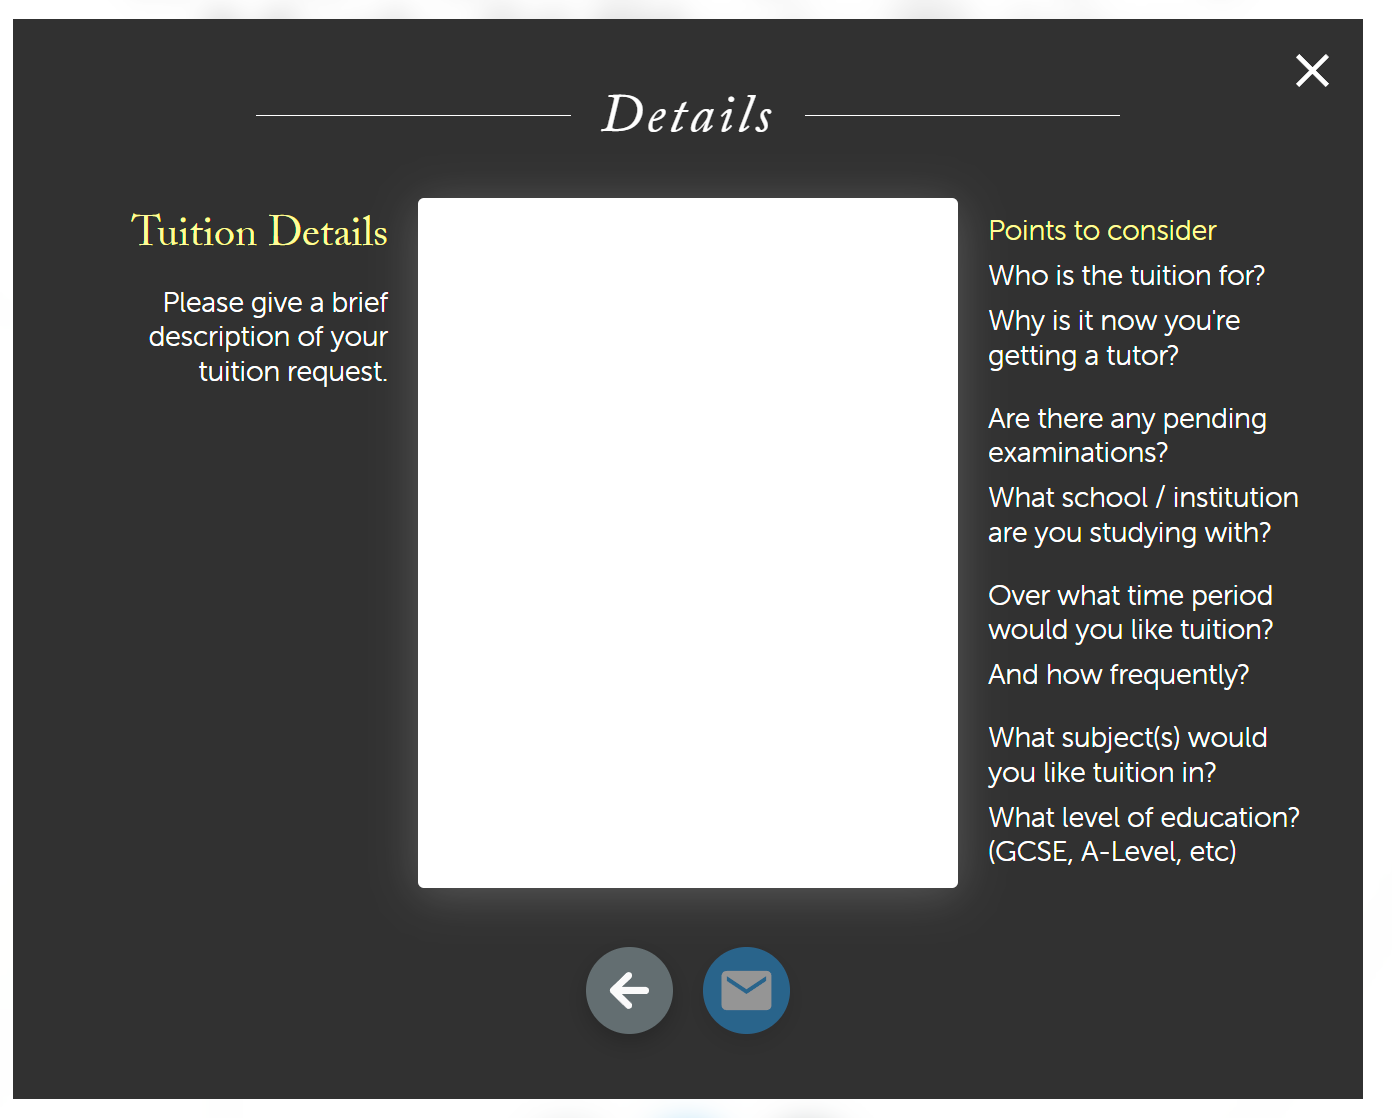 Details
Tuition Details
Please give a brief
description of your
tuition request.
Points to consider
Who is the tuition for?
Why is it now you're
getting a tutor?
Are there any pending
examinations?
What school / institution
are you studying with?
Over what time period
would you like tuition?
And how frequently?
What subject(s) would
you like tuition in?
What level of education?
(GCSE, A-Level, etc)